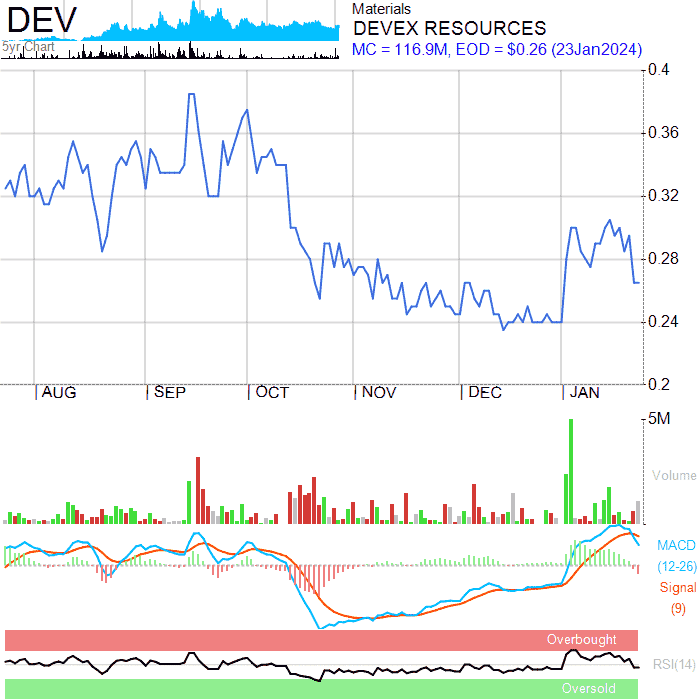 DEV
5yr Chart
Materials
DEVEX RESOURCES
MC = 116.9M, EOD = $0.26 (23Jan2024)
0.4
0.36
0.32
0.28
0.24
0.2
AUG SEP OCT NOV DEC JAN
5M
Volume
MACD
(12-26)
Signal
(9)
Overbought
RSI(14)
Oversold